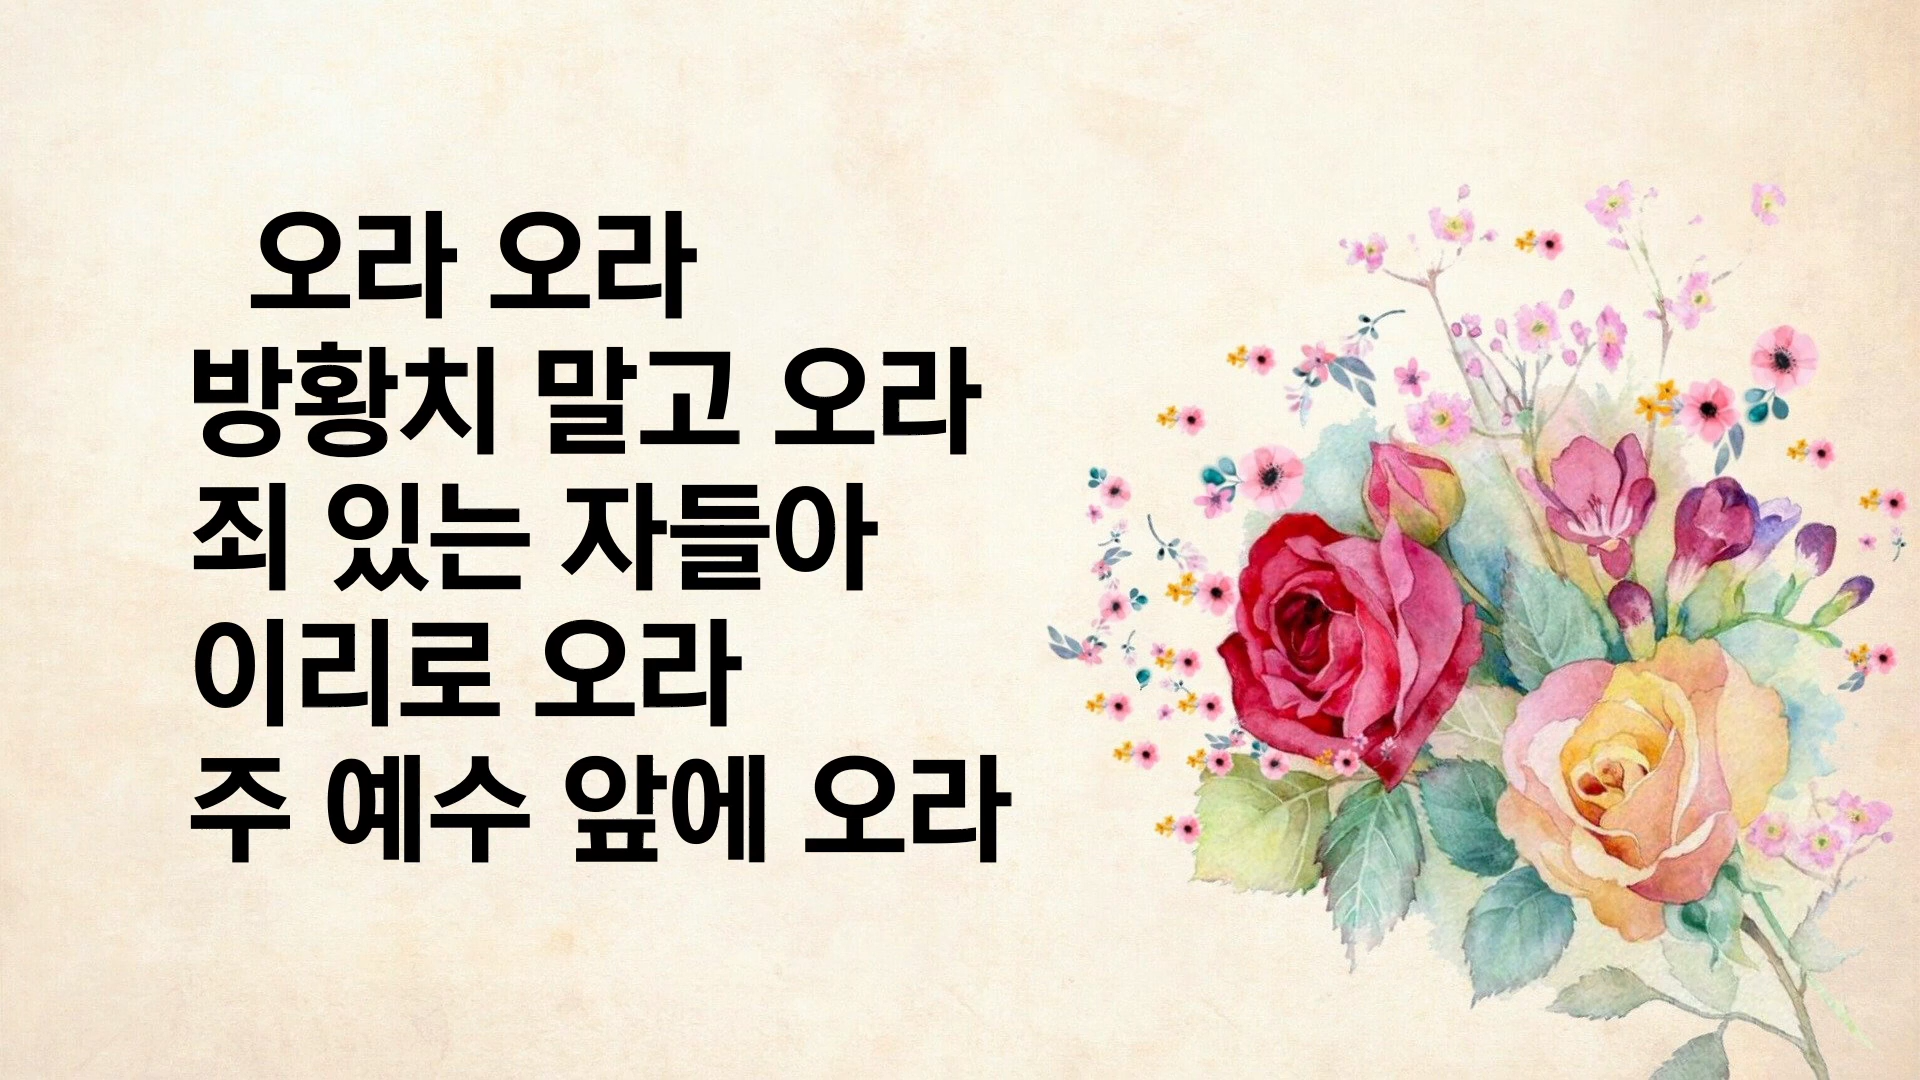 오라 오라
방황치 말고 오라
죄 있는 자들아
이리로 오라
주 예수 앞에 오라